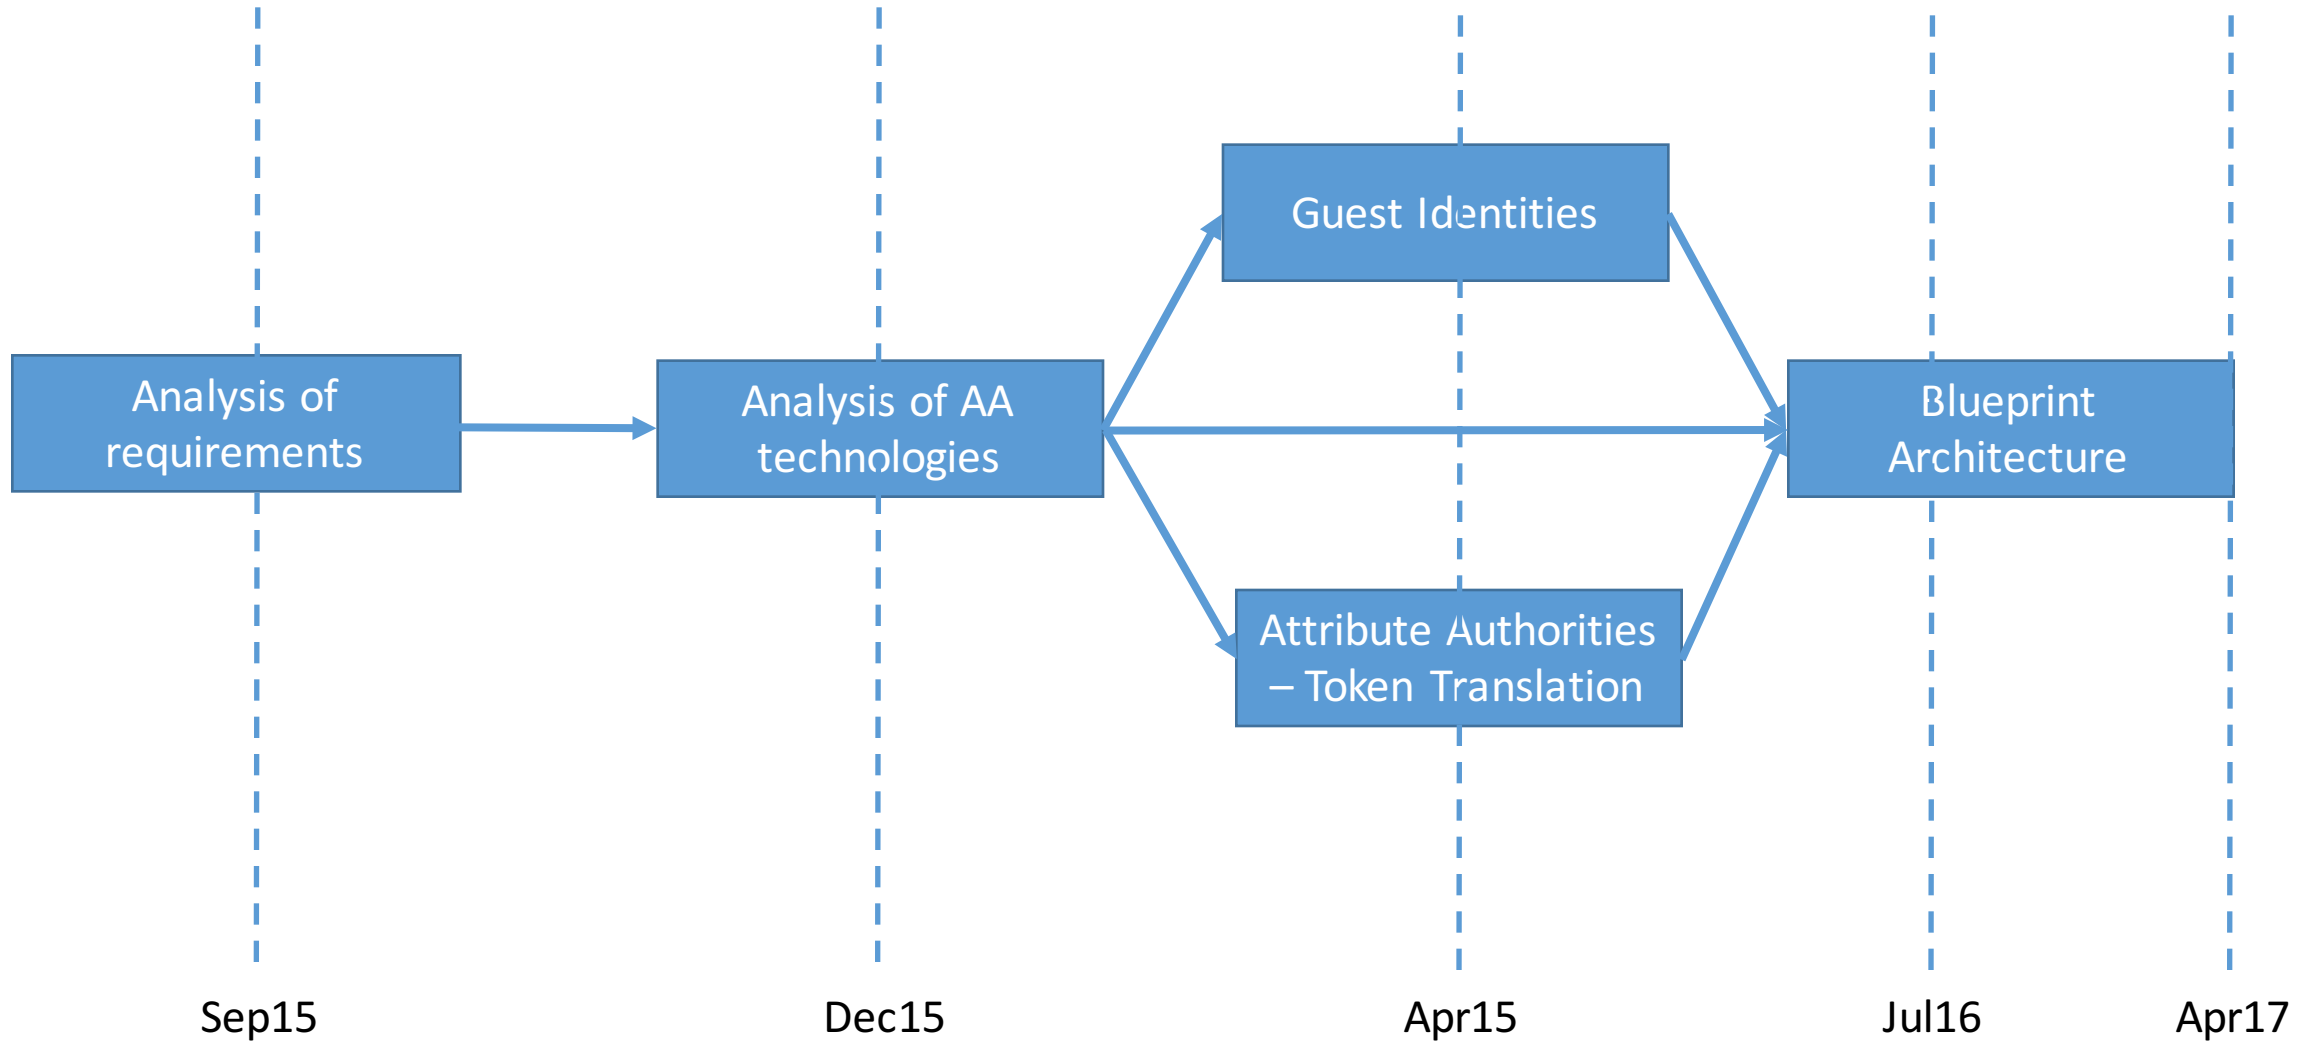 Guest Identities
Analysis of
requirements
Analysis of AA
technologies
Blueprint
Architecture
Attribute Authorities
– Token Translation
Sep15
Dec15
Apr15
Jul16
Apr17